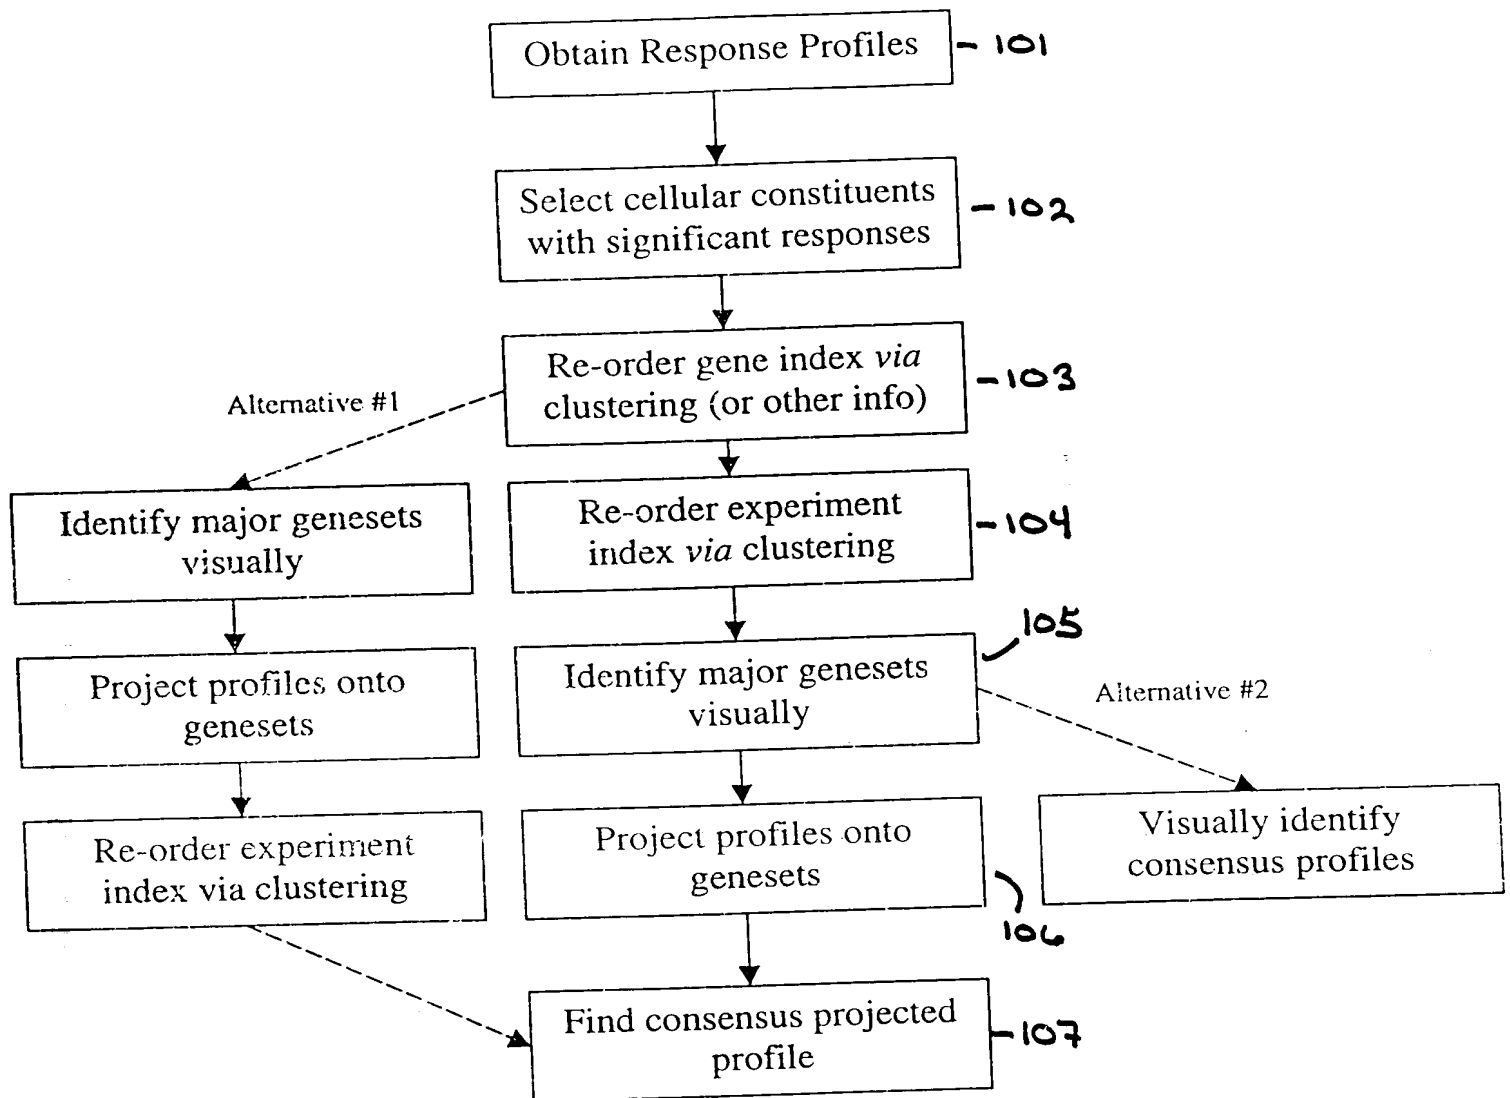 Obtain Response Profiles
101
Select cellular constituents
with significant responses
102
Re-order gene index via
clustering (or other info)
103
Alternative #1
Identify major genesets
visually
Re-order experiment
index via clustering
104
Project profiles onto
genesets
Identify major genesets
visually
105
Alternative #2
Re-order experiment
index via clustering
Project profiles onto
genesets
106
Visually identify
consensus profiles
Find consensus projected
profile
107